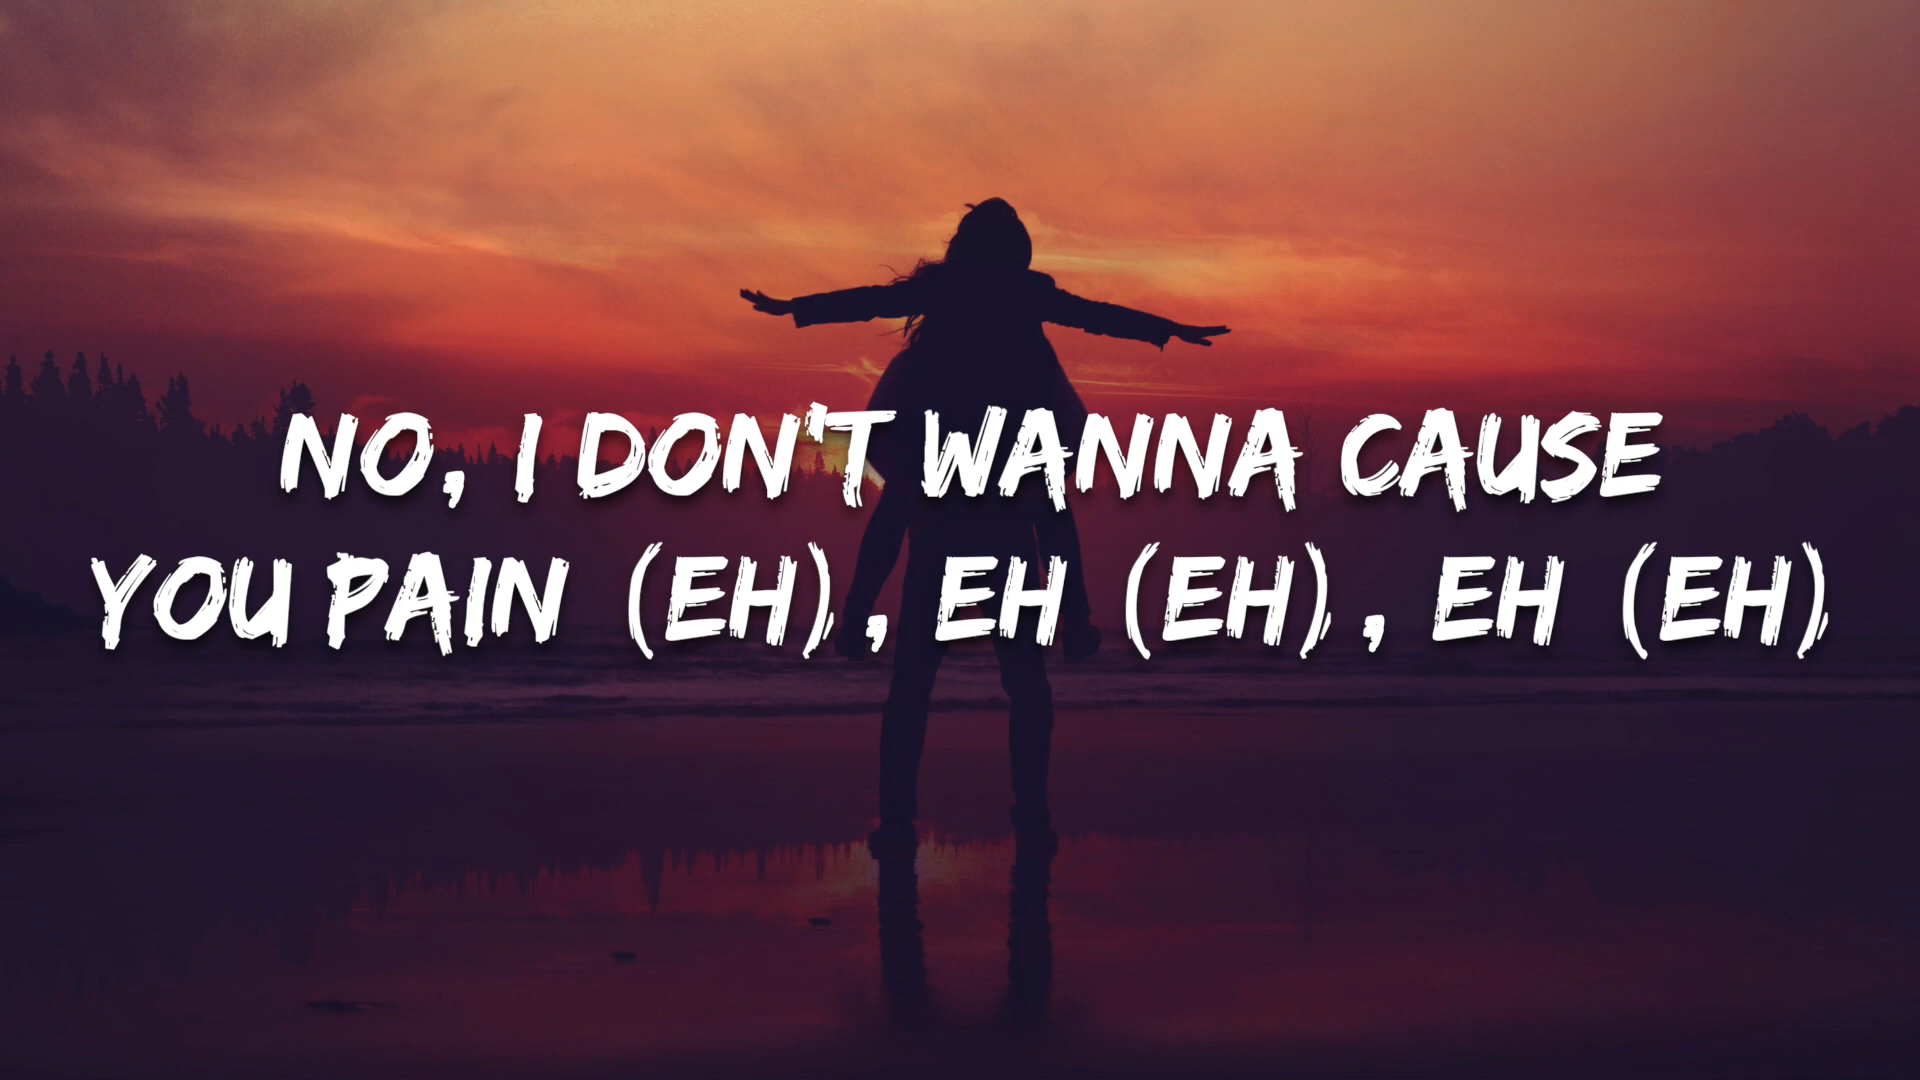 NO, I DON'T WANNA CAUSE
YOU PAIN (EH), EH (EH), EH (EH)